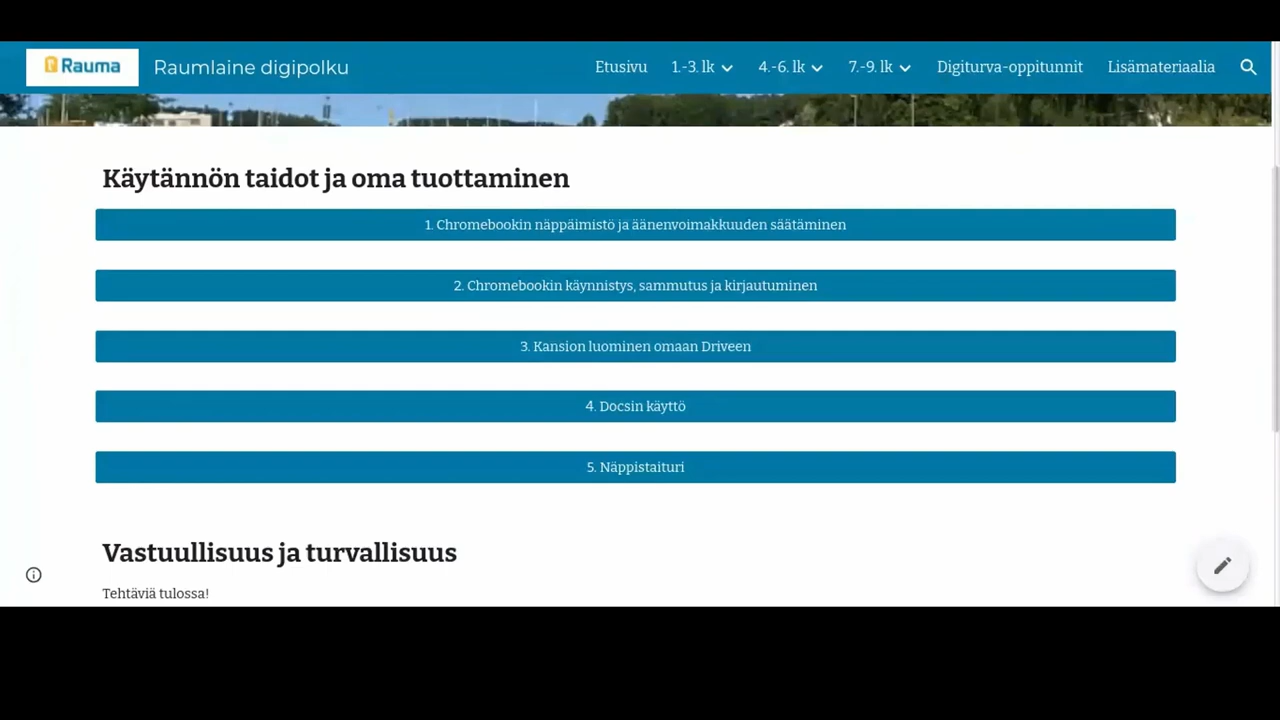 Rauma
Raumlaine digipolku
Etusivu
1.-3. lk
4.-6. lk
7.-9. lk
Digiturva-oppitunnit
Lisämateriaalia
Käytännön taidot ja oma tuottaminen
1. Chromebookin näppäimistö ja äänenvoimakkuuden säätäminen
2. Chromebookin käynnistys, sammutus ja kirjautuminen
3. Kansion luominen omaan Driveen
4. Docsin käyttö
5. Näppistaituri
Vastuullisuus ja turvallisuus
Tehtäviä tulossa!